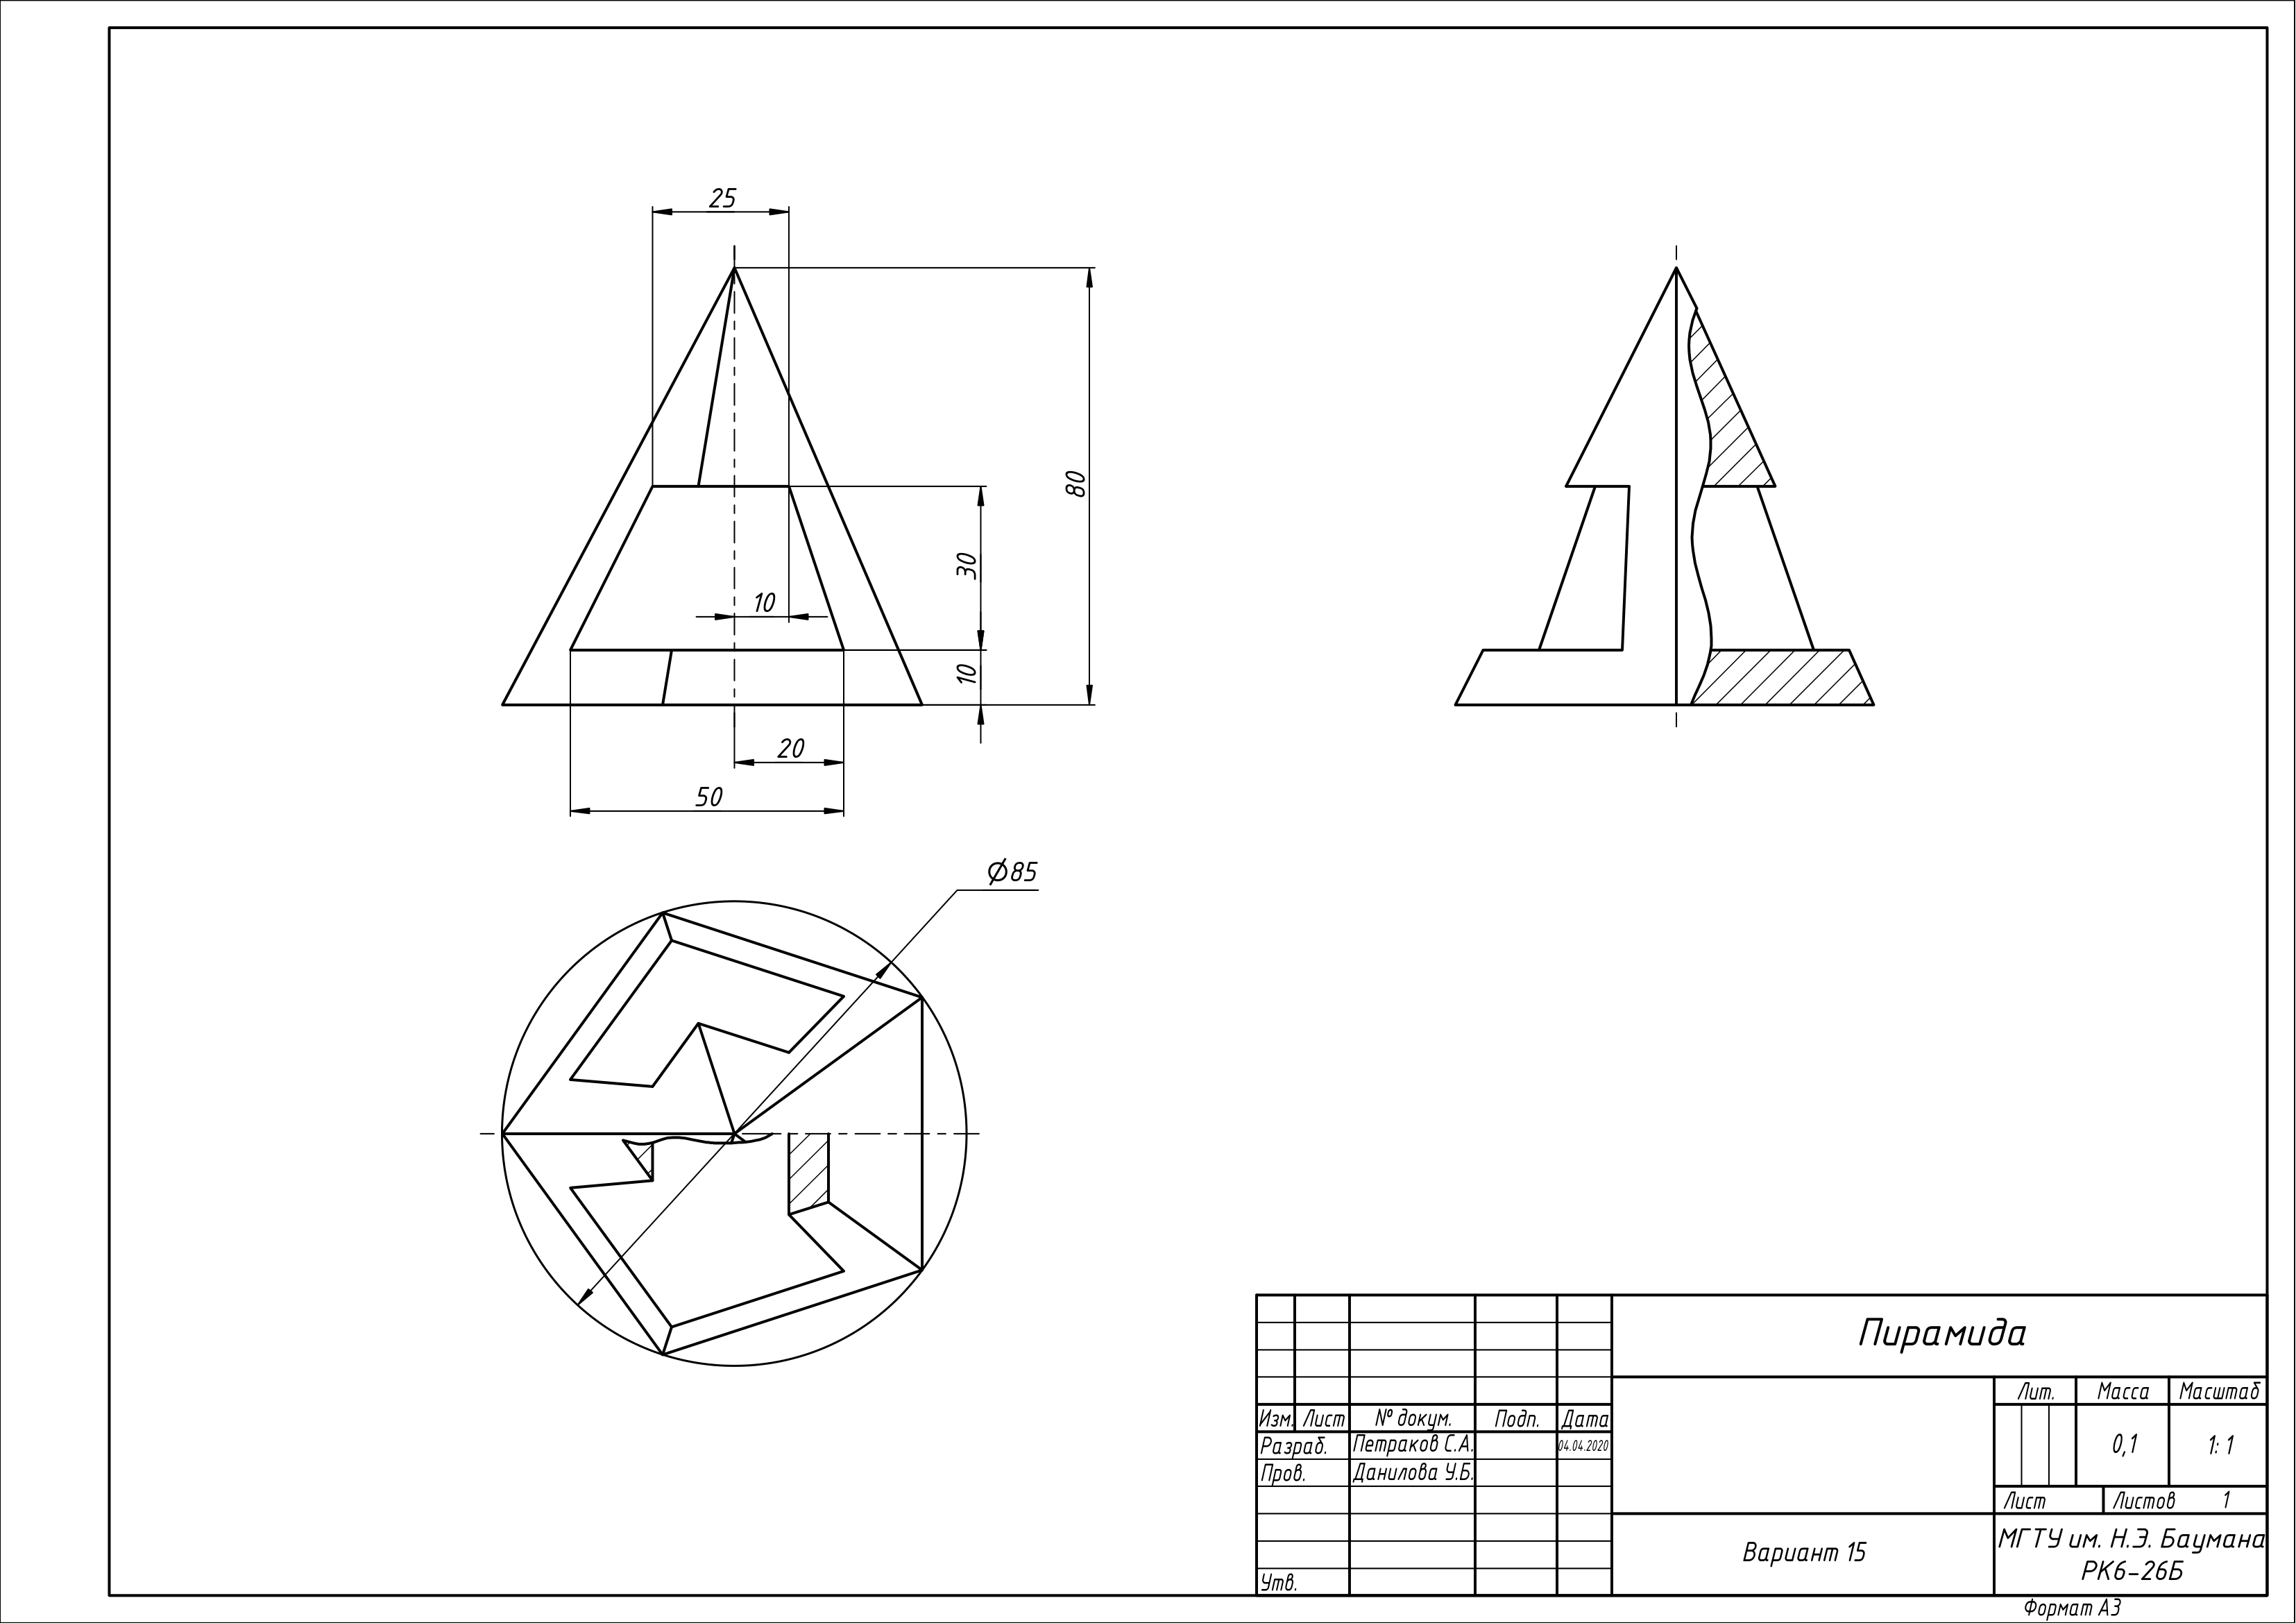 25
80
30
10
10
20
50
⌀85
Пирамида
Лит. Масса Масштаб
Изм. Лист № докум. Подп. Дата
Разраб. Петраков С.А. 04.04.2020
0,1 1:1
Пров. Данилова У.Б.
Лист Листов 1
МГТУ им. Н.Э. Баумана
Вариант 15
РК6-26Б
Утв.
Формат А3